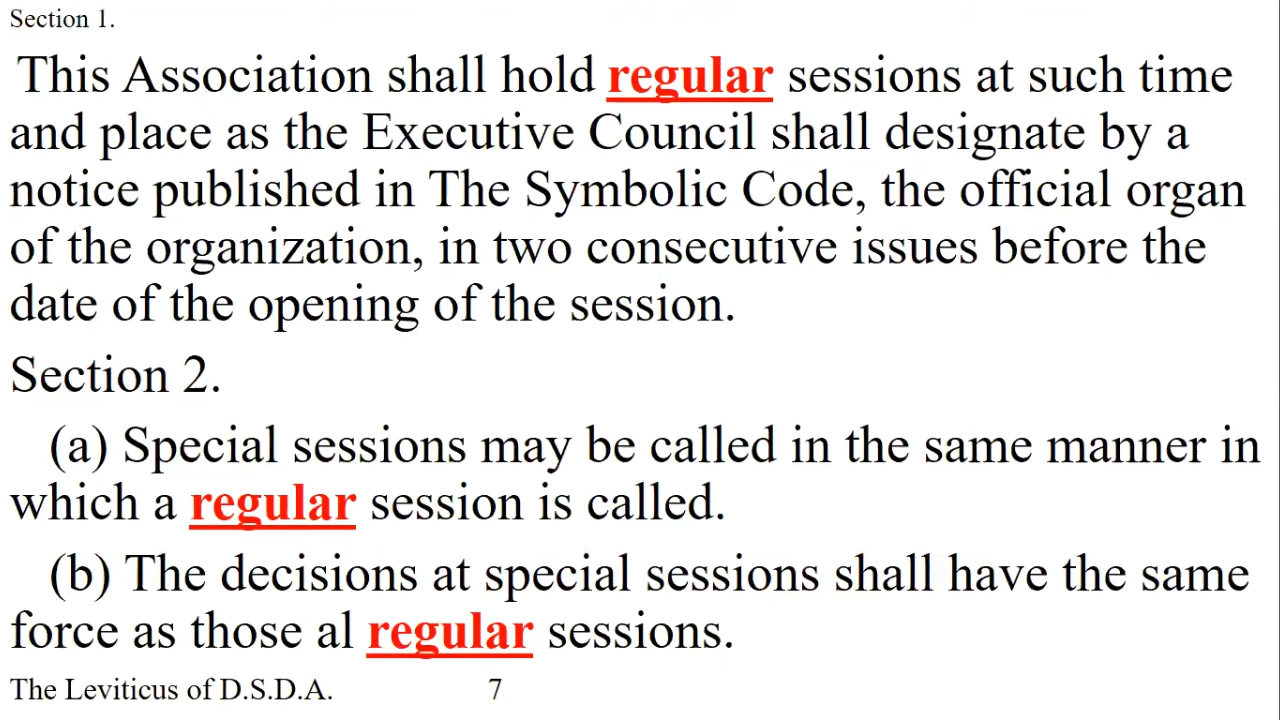 Section 1.
This Association shall hold regular sessions at such time
and place as the Executive Council shall designate by a
notice published in The Symbolic Code, the official organ
of the organization, in two consecutive issues before the
date of the opening of the session.
Section 2.
(a) Special sessions may be called in the same manner in
which a regular session is called.
(b) The decisions at special sessions shall have the same
force as those al regular sessions.
The Leviticus of D.S.D.A. 7